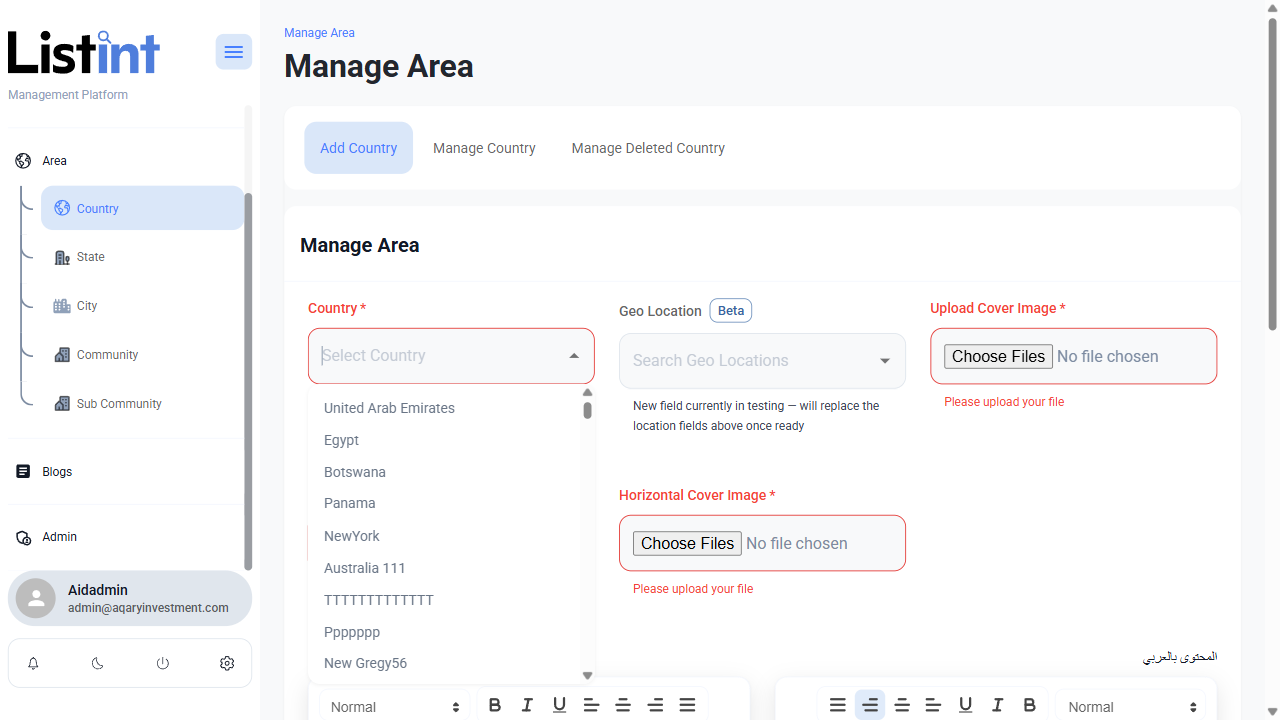 Listint
Management Platform
Area
Country
State
City
Community
Sub Community
Blogs
Admin
Aidadmin
admin@aqaryinvestment.com
Manage Area
Manage Area
Add Country
Manage Country
Manage Deleted Country
Manage Area
Country *
Select Country
United Arab Emirates
Egypt
Botswana
Panama
NewYork
Australia 111
TTTTTTTTTTTTT
Ppppppp
New Gregy56
Geo Location Beta
Search Geo Locations
New field currently in testing — will replace the
location fields above once ready
Upload Cover Image *
Choose Files No file chosen
Please upload your file
Horizontal Cover Image *
Choose Files No file chosen
Please upload your file
المحتوى بالعربي
Normal
B I U
U I B
Normal